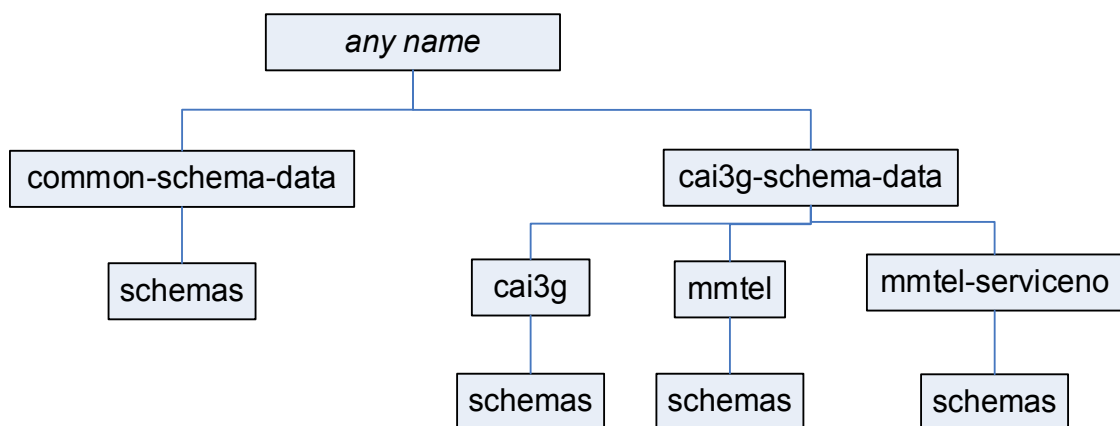 any name
common-schema-data
cai3g-schema-data
schemas
cai3g
mmtel
mmtel-serviceno
schemas
schemas
schemas